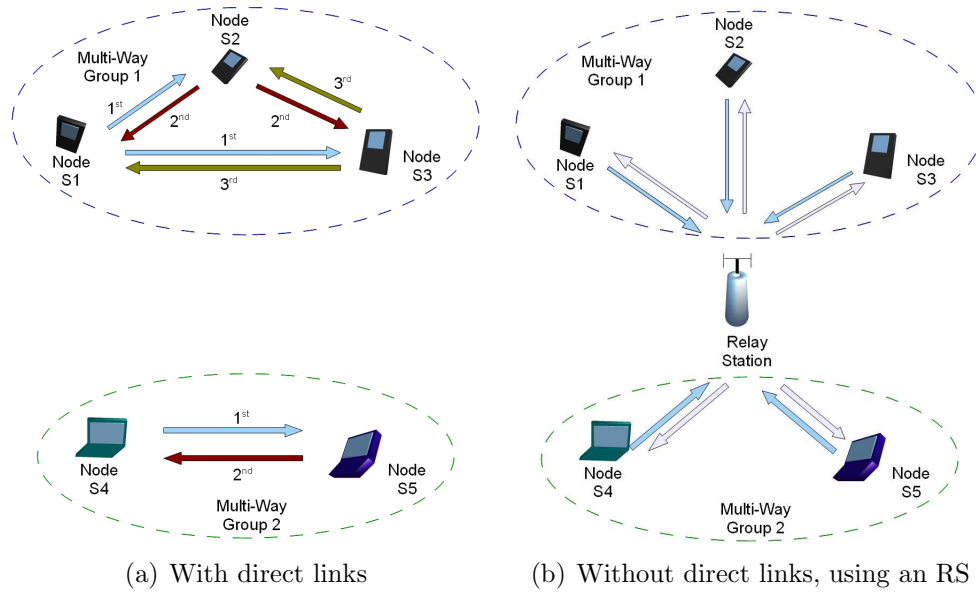 Node
S2
Multi-Way
Group 1
3rd
1st
2nd
2nd
1st
Node
S1
Node
S3
3rd
1st
Node
S4
2nd
Node
S5
Multi-Way
Group 2
(a) With direct links
Node
S2
Multi-Way
Group 1
Node
S1
Node
S3
Relay
Station
Node
S4
Node
S5
Multi-Way
Group 2
(b) Without direct links, using an RS